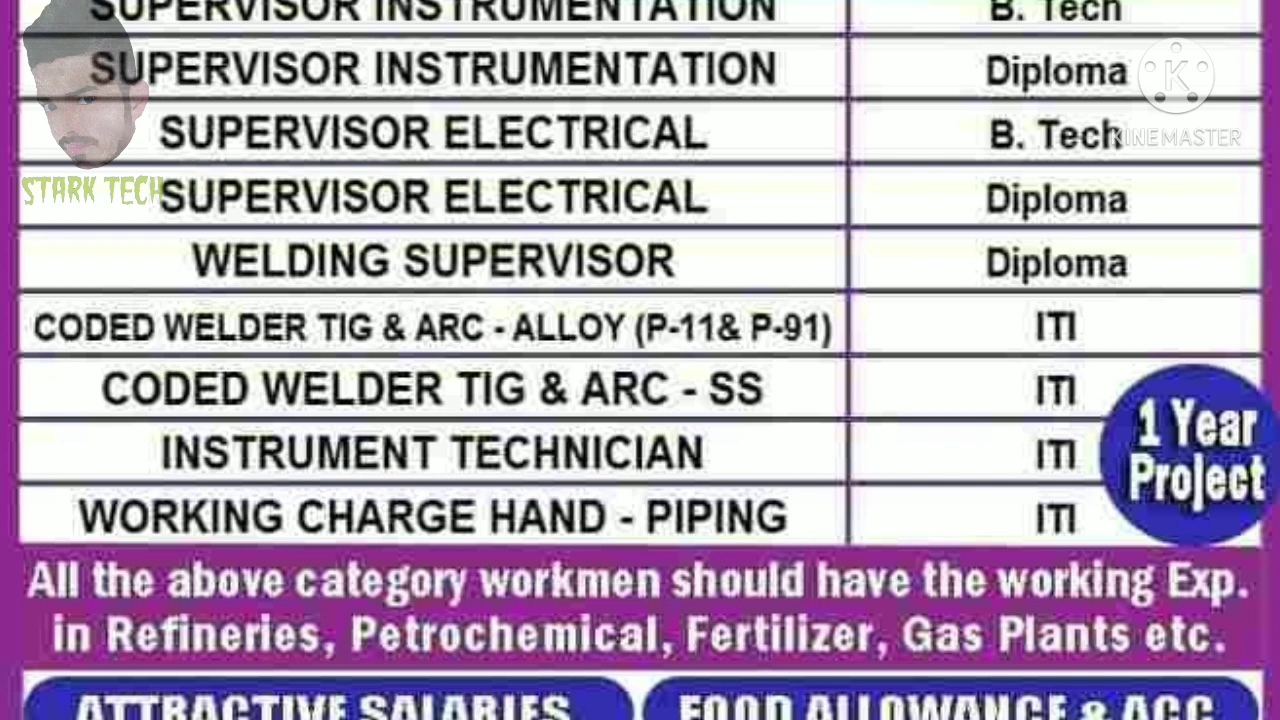 SUPERVISOR INSTRUMENTATION B. Tech
SUPERVISOR INSTRUMENTATION Diploma
KINEMASTER
SUPERVISOR ELECTRICAL B. Tech
STARK TECH
SUPERVISOR ELECTRICAL Diploma
WELDING SUPERVISOR Diploma
CODED WELDER TIG & ARC - ALLOY (P-11& P-91) ITI
CODED WELDER TIG & ARC - SS ITI
1 Year
Project
INSTRUMENT TECHNICIAN ITI
WORKING CHARGE HAND - PIPING ITI
All the above category workmen should have the working Exp.
in Refineries, Petrochemical, Fertilizer, Gas Plants etc.
ATTRACTIVE SALARIES FOOD ALLOWANCE & ACC